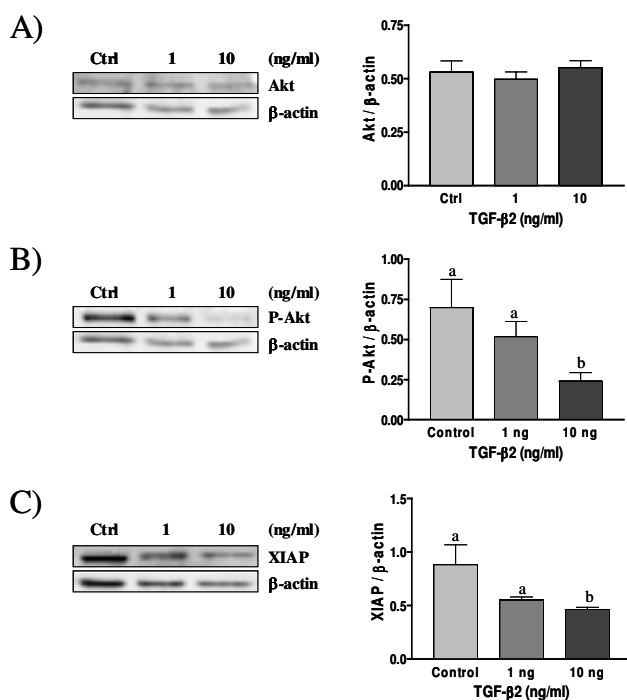 A)
Ctrl 1 10 (ng/ml)
Akt
β-actin
Akt / β-actin
0.75
0.50
0.25
0.00
Ctrl 1 10
TGF-β2 (ng/ml)
B)
Ctrl 1 10 (ng/ml)
P-Akt
β-actin
P-Akt / β-actin
1.00
0.75
0.50
0.25
0.00
a
a
b
Control 1 ng 10 ng
TGF-β2 (ng/ml)
C)
Ctrl 1 10 (ng/ml)
XIAP
β-actin
XIAP / β-actin
1.5
1.0
0.5
0.0
a
a
b
Control 1 ng 10 ng
TGF-β2 (ng/ml)